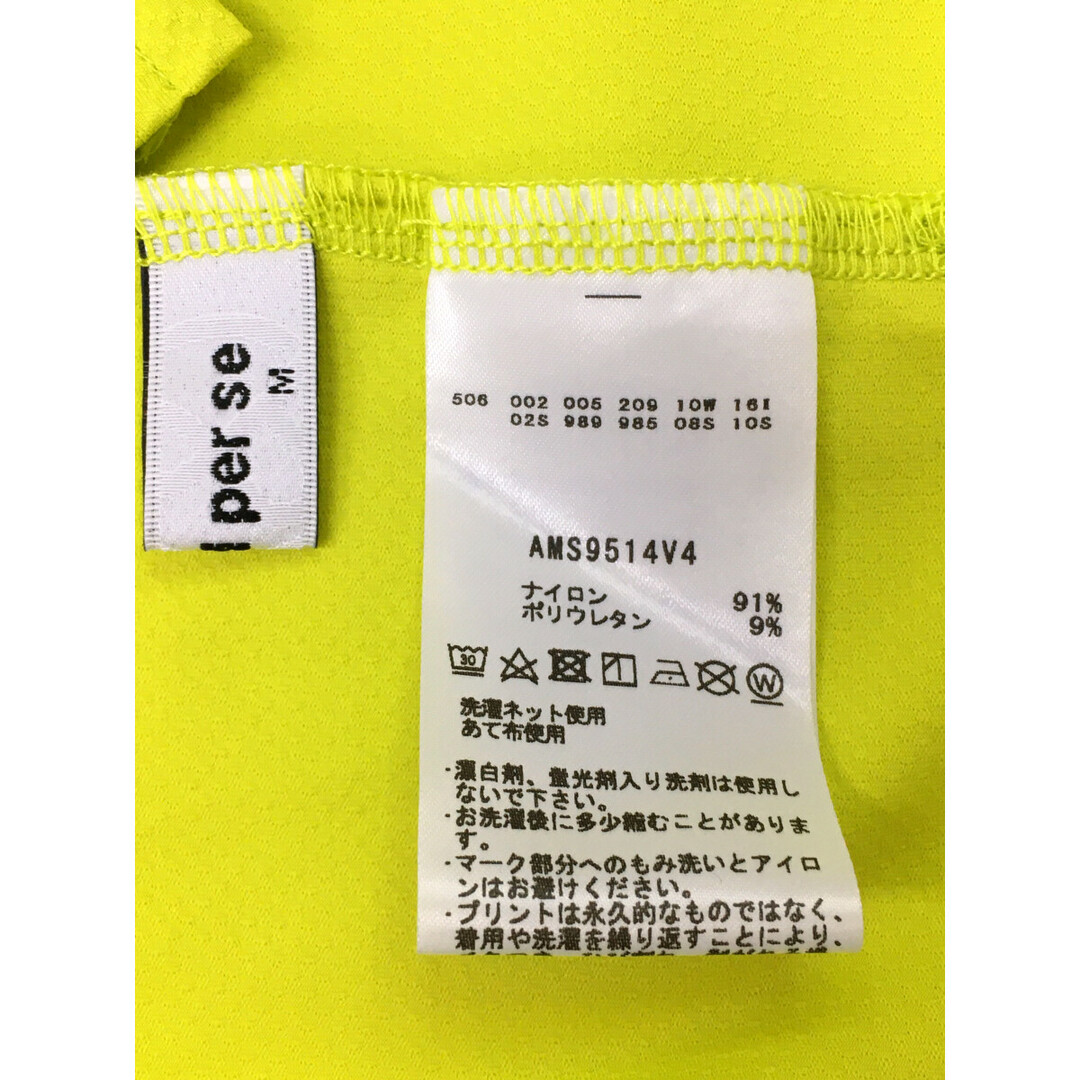 per se
M
506 002 005 209 10W 16I
02S 989 985 08S 10S
AMS9514V4
ナイロン 91%
ポリウレタン 9%
30
W
洗濯ネット使用
あて布使用
・漂白剤、蛍光剤入り洗剤は使用し
ないで下さい。
・お洗濯後に多少縮むことがありま
す。
・マーク部分へのもみ洗いとアイロ
ンはお避けください。
・プリントは永久的なものではなく、
着用や洗濯を繰り返すことにより、